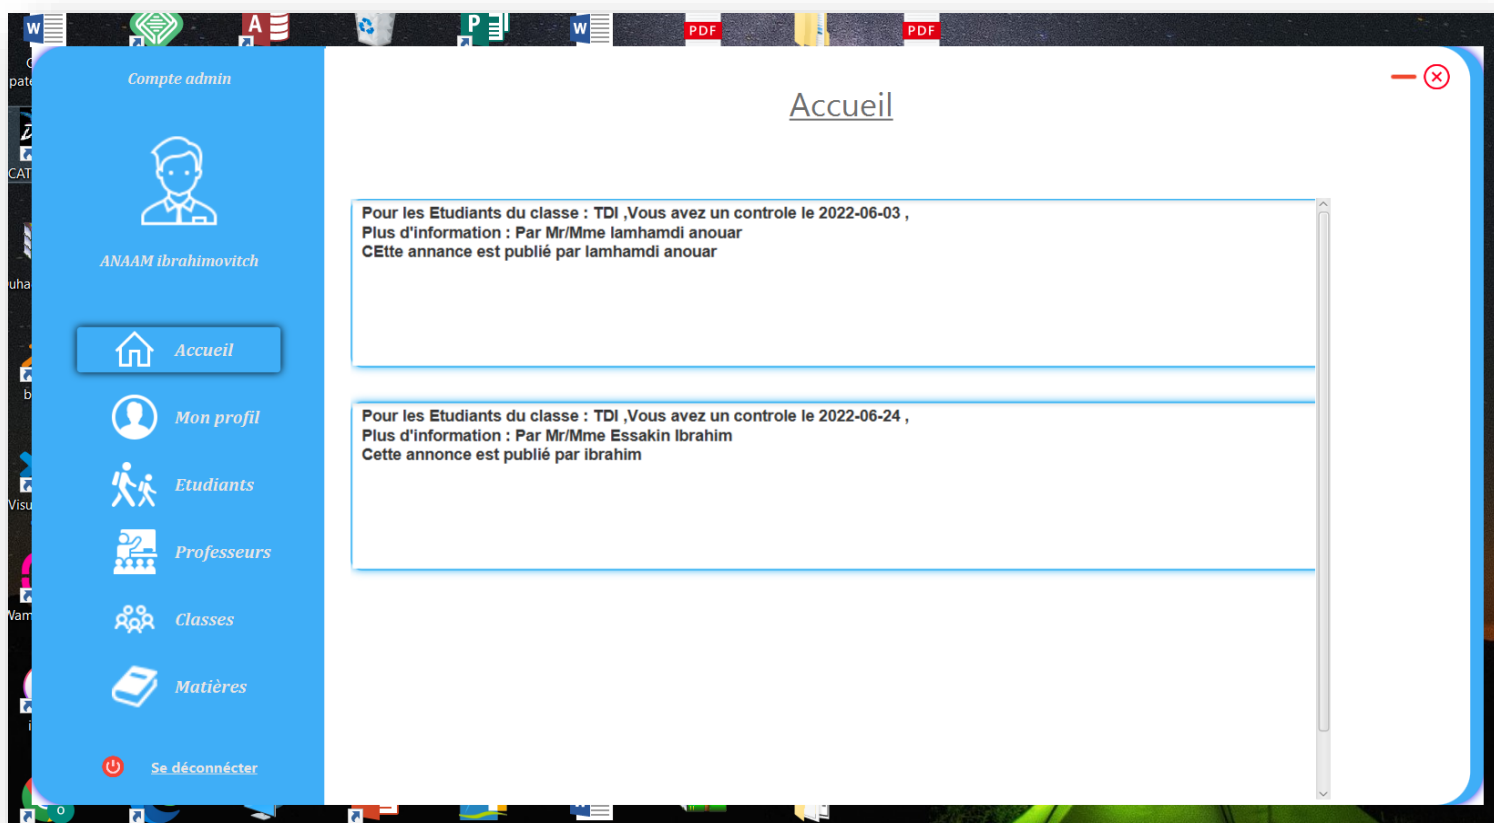 W
A
P
W
PDF
PDF
Compte admin
Accueil
ANAAM ibrahimovitch
Accueil
Mon profil
Etudiants
Professeurs
Classes
Matières
Se déconnécter
Pour les Etudiants du classe : TDI ,Vous avez un controle le 2022-06-03 ,
Plus d'information : Par Mr/Mme lamhamdi anouar
CEtte annance est publié par lamhamdi anouar
Pour les Etudiants du classe : TDI ,Vous avez un controle le 2022-06-24 ,
Plus d'information : Par Mr/Mme Essakin Ibrahim
Cette annonce est publié par ibrahim